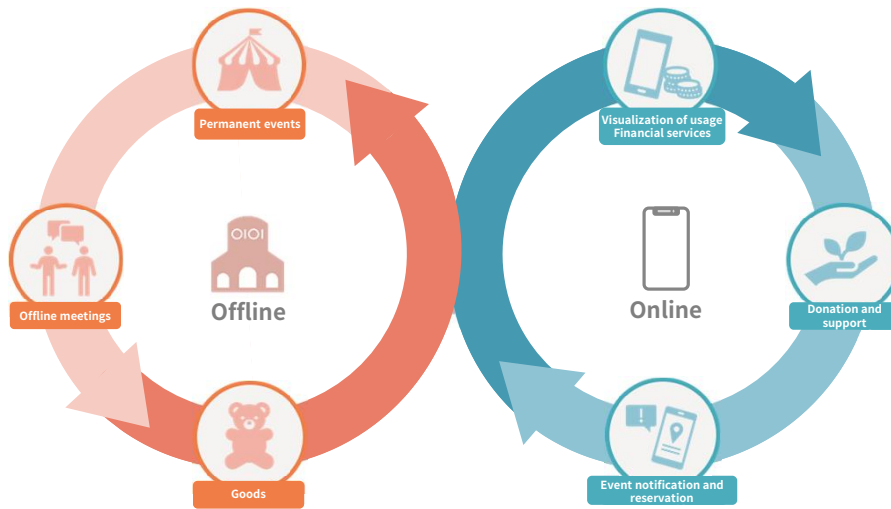 Permanent events
Visualization of usage
Financial services
OIOI
Offline meetings
Offline
Online
Donation and
support
Goods
Event notification and
reservation
!